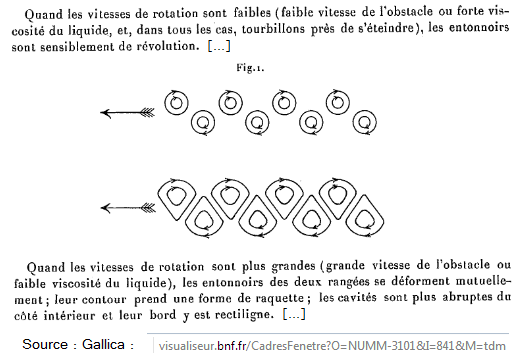 Quand les vitesses de rotation sont faibles (faible vitesse de l'obstacle ou forte vis-
cosité du liquide, et, dans tous les cas, tourbillons près de s'éteindre), les entonnoirs
sont sensiblement de révolution. [...]
Fig.1.
Quand les vitesses de rotation sont plus grandes (grande vitesse de l'obstacle ou
faible viscosité du liquide), les entonnoirs des deux rangées se déforment mutuelle-
ment; leur contour prend une forme de raquette; les cavités sont plus abruptes du
côté intérieur et leur bord y est rectiligne. [...]
Source : Gallica : visualiseur.bnf.fr/CadresFenetre?O=NUMM-3101&I=841&M=tdm